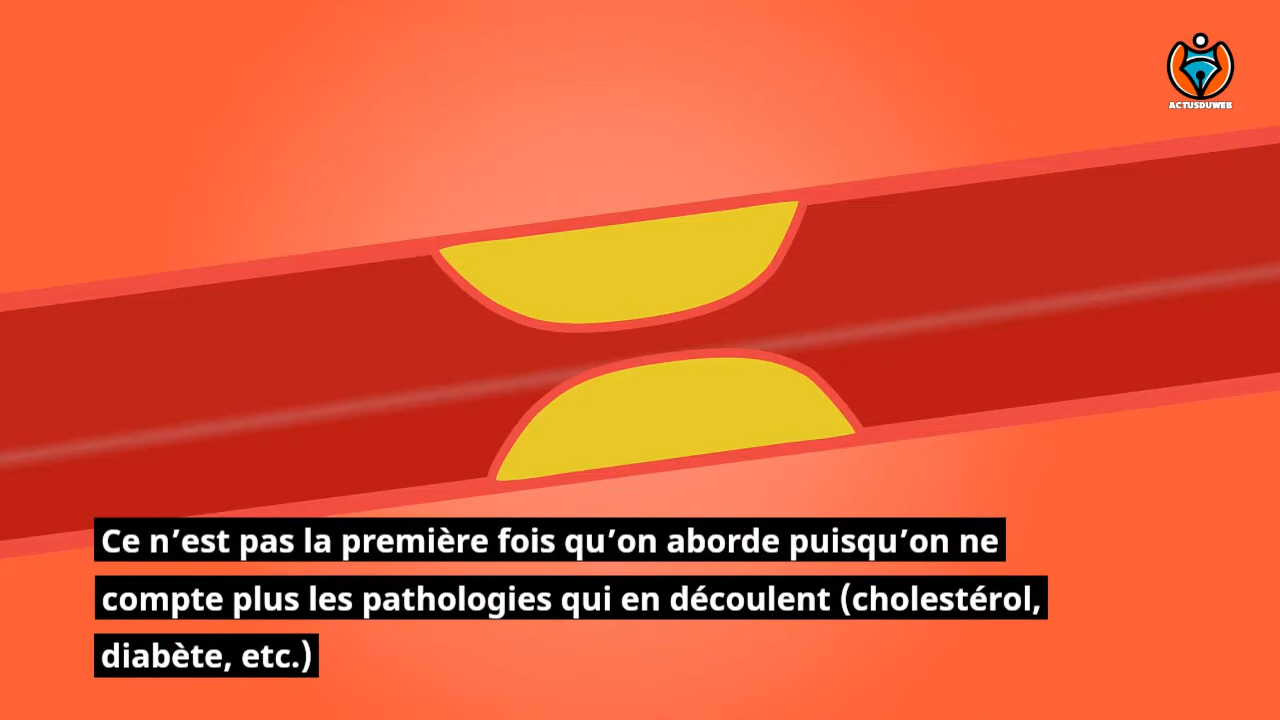 ACTUSDUWEB
Ce n’est pas la première fois qu’on aborde puisqu’on ne
compte plus les pathologies qui en découlent (cholestérol,
diabète, etc.)